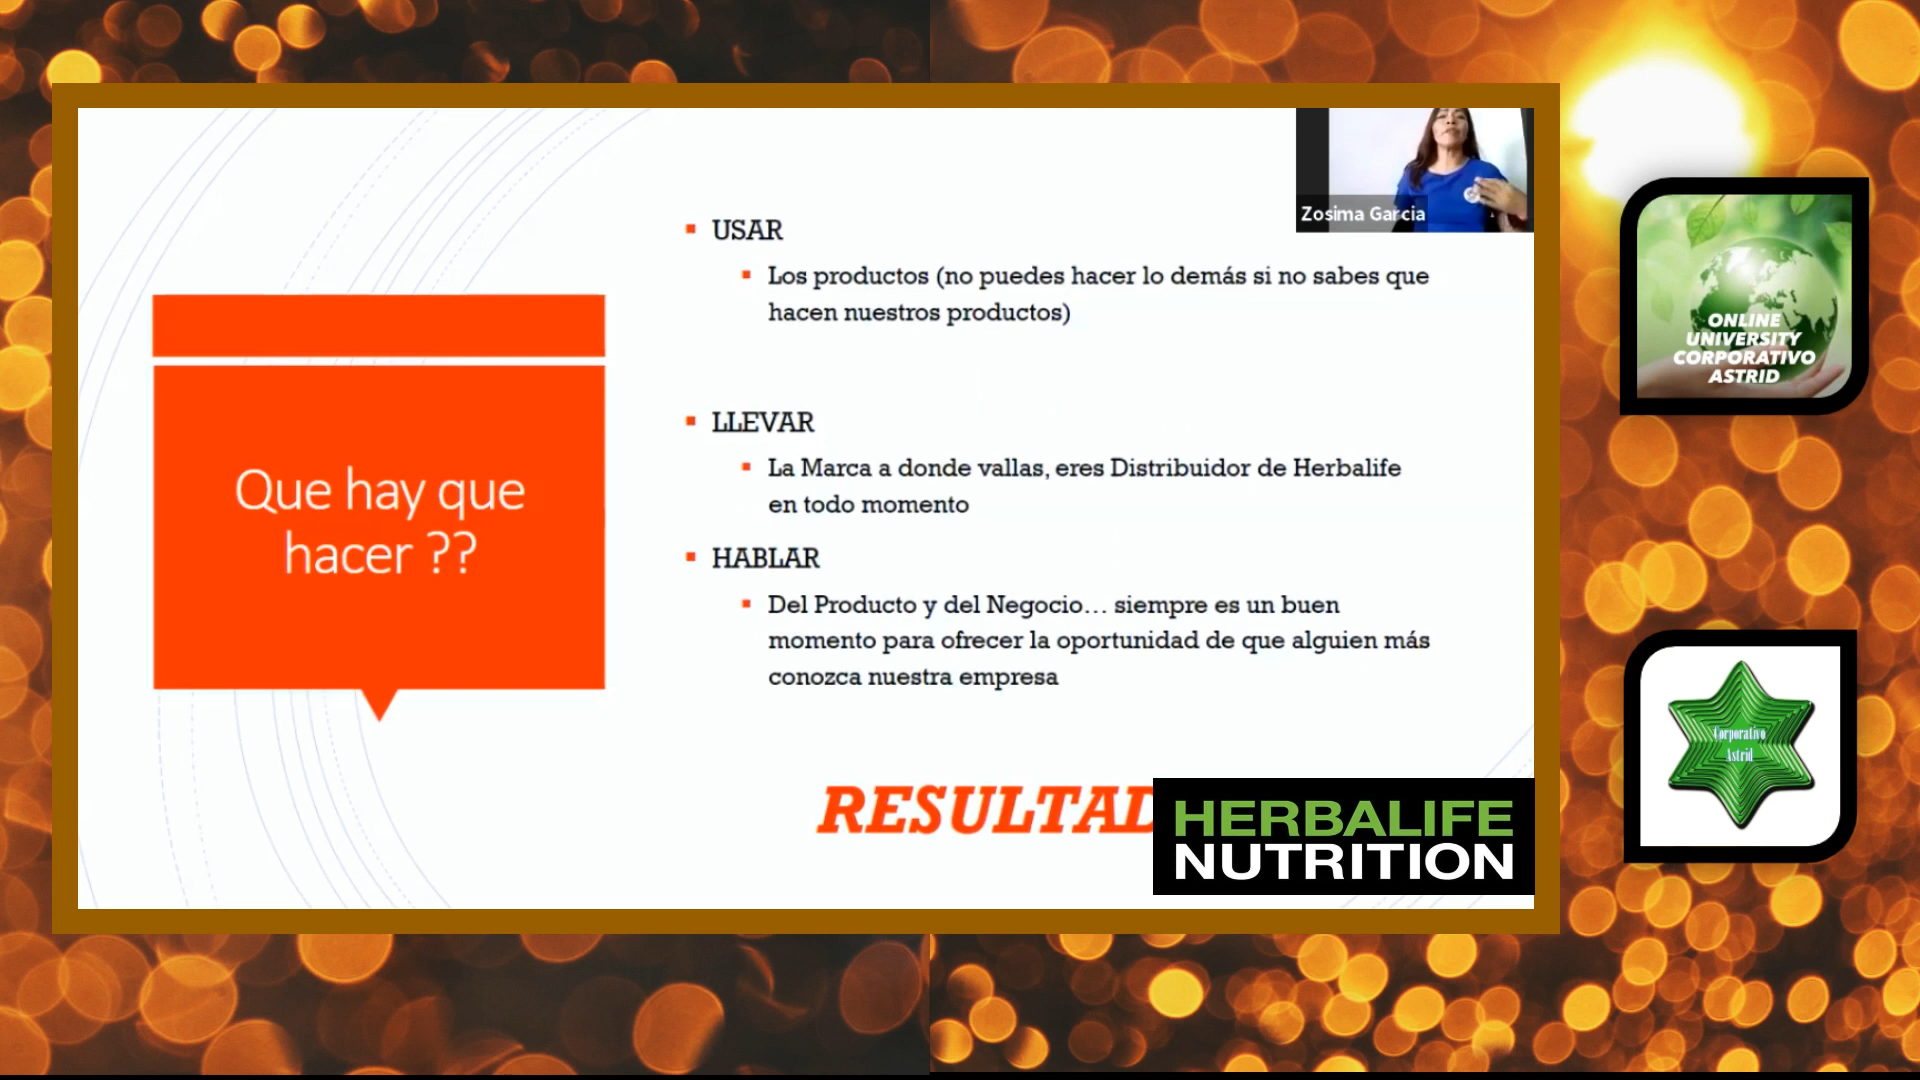 Zosima Garcia
Que hay que
hacer ??
USAR
Los productos (no puedes hacer lo demás si no sabes que
hacen nuestros productos)
LLEVAR
La Marca a donde vallas, eres Distribuidor de Herbalife
en todo momento
HABLAR
Del Producto y del Negocio... siempre es un buen
momento para ofrecer la oportunidad de que alguien más
conozca nuestra empresa
RESULTAD
HERBALIFE
NUTRITION
ONLINE
UNIVERSITY
CORPORATIVO
ASTRID
Corporativo
Astrid